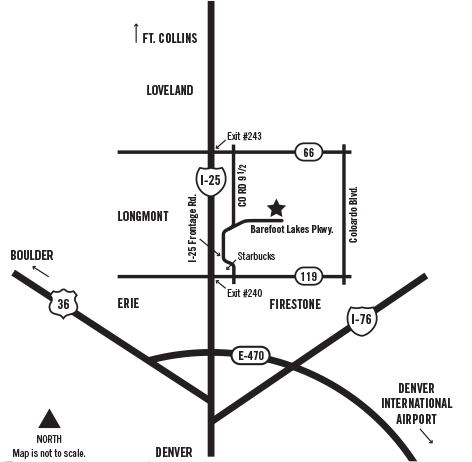 FT. COLLINS
LOVELAND
Exit #243
66
I-25
CO RD 9 1/2
I-25 Frontage Rd.
Coloardo Blvd.
LONGMONT
Barefoot Lakes Pkwy.
Starbucks
BOULDER
119
Exit #240
36
ERIE
FIRESTONE
I-76
E-470
DENVER
INTERNATIONAL
AIRPORT
NORTH
Map is not to scale.
DENVER